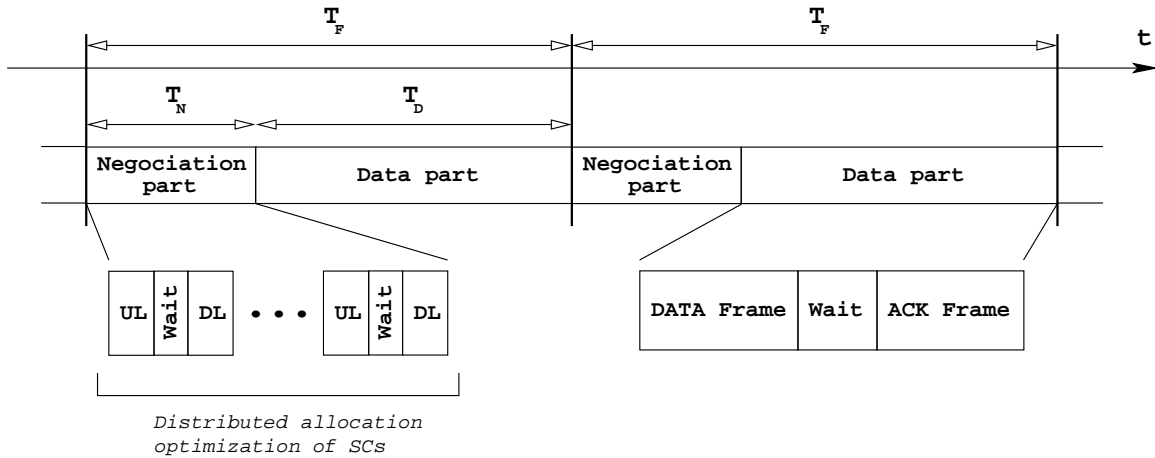 T_F T_F
t
T_N T_D
Negociation Negociation
part Data part part Data part
UL Wait DL • • • UL Wait DL DATA Frame Wait ACK Frame
Distributed allocation
optimization of SCs